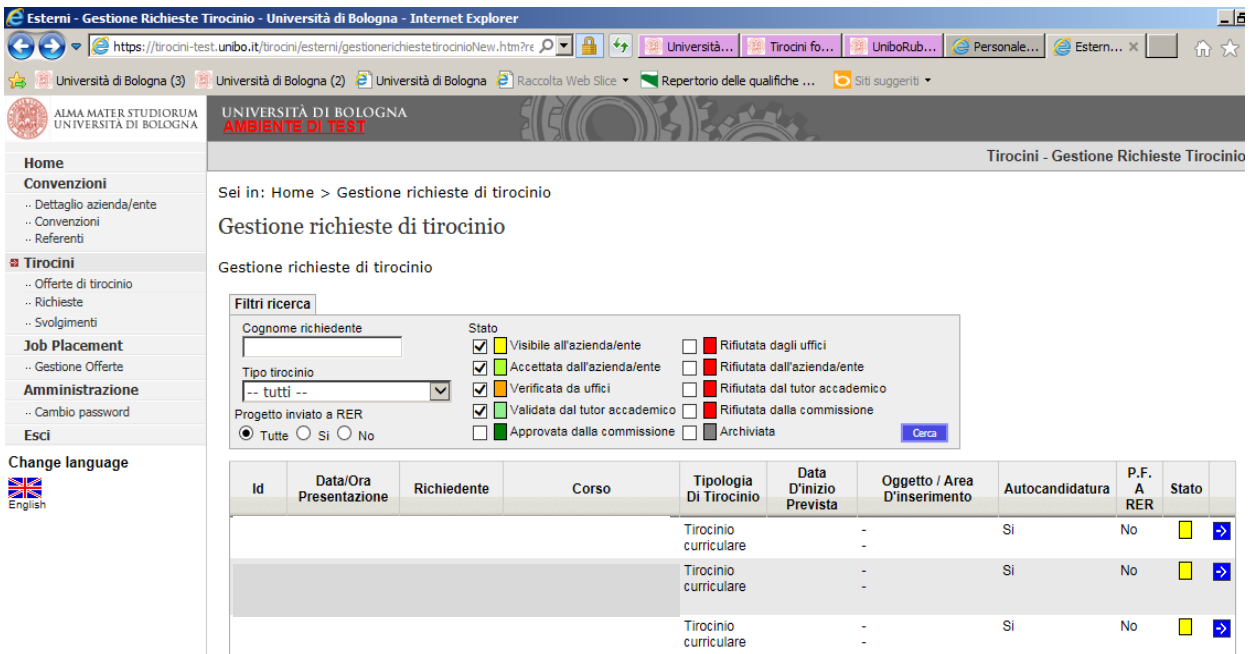 Esterni - Gestione Richieste Tirocinio - Università di Bologna - Internet Explorer
https://tirocini-test.unibo.it/tirocini/esterni/gestionerichiestetirocinioNew.htm?re
Università... Tirocini fo... UniboRub... Personale... Estern...
Università di Bologna (3) Università di Bologna (2) Università di Bologna Raccolta Web Slice Repertorio delle qualifiche ... Siti suggeriti
ALMA MATER STUDIORUM
UNIVERSITÀ DI BOLOGNA
UNIVERSITÀ DI BOLOGNA
AMBIENTE DI TEST
Tirocini - Gestione Richieste Tirocinio
Home
Convenzioni
Dettaglio azienda/ente
Convenzioni
Referenti
Tirocini
Offerte di tirocinio
Richieste
Svolgimenti
Job Placement
Gestione Offerte
Amministrazione
Cambio password
Esci
Change language
English
Sei in: Home > Gestione richieste di tirocinio
Gestione richieste di tirocinio
Gestione richieste di tirocinio
Filtri ricerca
Cognome richiedente
Tipo tirocinio
-- tutti --
Progetto inviato a RER
Tutte Si No
Stato
Visibile all'azienda/ente Rifiutata dagli uffici
Accettata dall'azienda/ente Rifiutata dall'azienda/ente
Verificata da uffici Rifiutata dal tutor accademico
Validata dal tutor accademico Rifiutata dalla commissione
Approvata dalla commissione Archiviata
Cerca
Id Data/Ora Presentazione Richiedente Corso Tipologia Di Tirocinio Data D'inizio Prevista Oggetto / Area D'inserimento Autocandidatura P.F. A RER Stato
Tirocinio - Si No
curriculare -
Tirocinio - Si No
curriculare -
Tirocinio - Si No
curriculare -